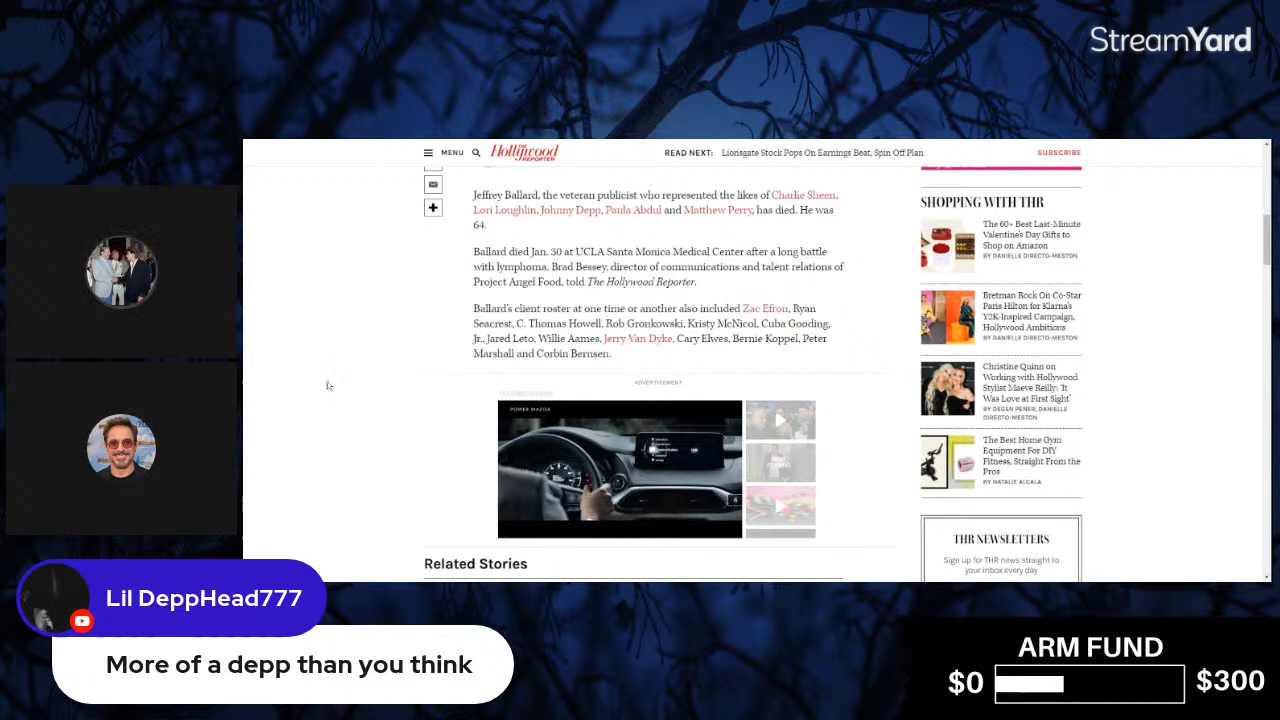 StreamYard
MENU
THE
Hollywood
REPORTER
READ NEXT: Lionsgate Stock Pops On Earnings Beat, Spin Off Plan
SUBSCRIBE
Jeffrey Ballard, the veteran publicist who represented the likes of Charlie Sheen,
Lori Loughlin, Johnny Depp, Paula Abdul and Matthew Perry, has died. He was
64.
Ballard died Jan. 30 at UCLA Santa Monica Medical Center after a long battle
with lymphoma, Brad Bessey, director of communications and talent relations of
Project Angel Food, told The Hollywood Reporter.
Ballard's client roster at one time or another also included Zac Efron, Ryan
Seacrest, C. Thomas Howell, Rob Gronkowski, Kristy McNicol, Cuba Gooding,
Jr., Jared Leto, Willie Aames, Jerry Van Dyke, Cary Elwes, Bernie Koppel, Peter
Marshall and Corbin Bernsen.
ADVERTISEMENT
POWER MAZDA
Related Stories
SHOPPING WITH THR
The 60+ Best Last-Minute
Valentine's Day Gifts to
Shop on Amazon
BY DANIELLE DIRECTO-MESTON
Bretman Rock On Co-Star
Paris Hilton for Klarna's
Y2K-Inspired Campaign,
Hollywood Ambitions
BY DANIELLE DIRECTO-MESTON
Christine Quinn on
Working with Hollywood
Stylist Maeve Reilly: 'It
Was Love at First Sight'
BY DEGEN PENER, DANIELLE
DIRECTO-MESTON
The Best Home Gym
Equipment For DIY
Fitness, Straight From the
Pros
BY NATALIE ALCALA
THR NEWSLETTERS
Sign up for THR news straight to
your inbox every day
Lil DeppHead777
More of a depp than you think
ARM FUND
$0
$300